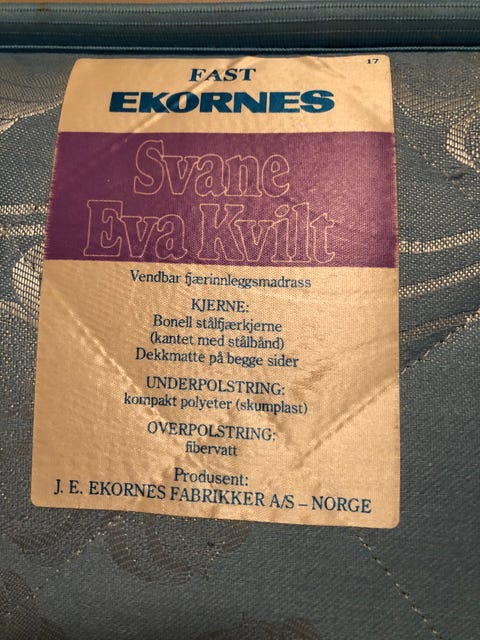 17
FAST
EKORNES
Svane
Eva Kvilt
Vendbar fjærinnleggsmadrass
KJERNE:
Bonell stålfjærkjerne
(kantet med stålbånd)
Dekkmatte på begge sider
UNDERPOLSTRING:
kompakt polyeter (skumplast)
OVERPOLSTRING:
fibervatt
Produsent:
J. E. EKORNES FABRIKKER A/S – NORGE